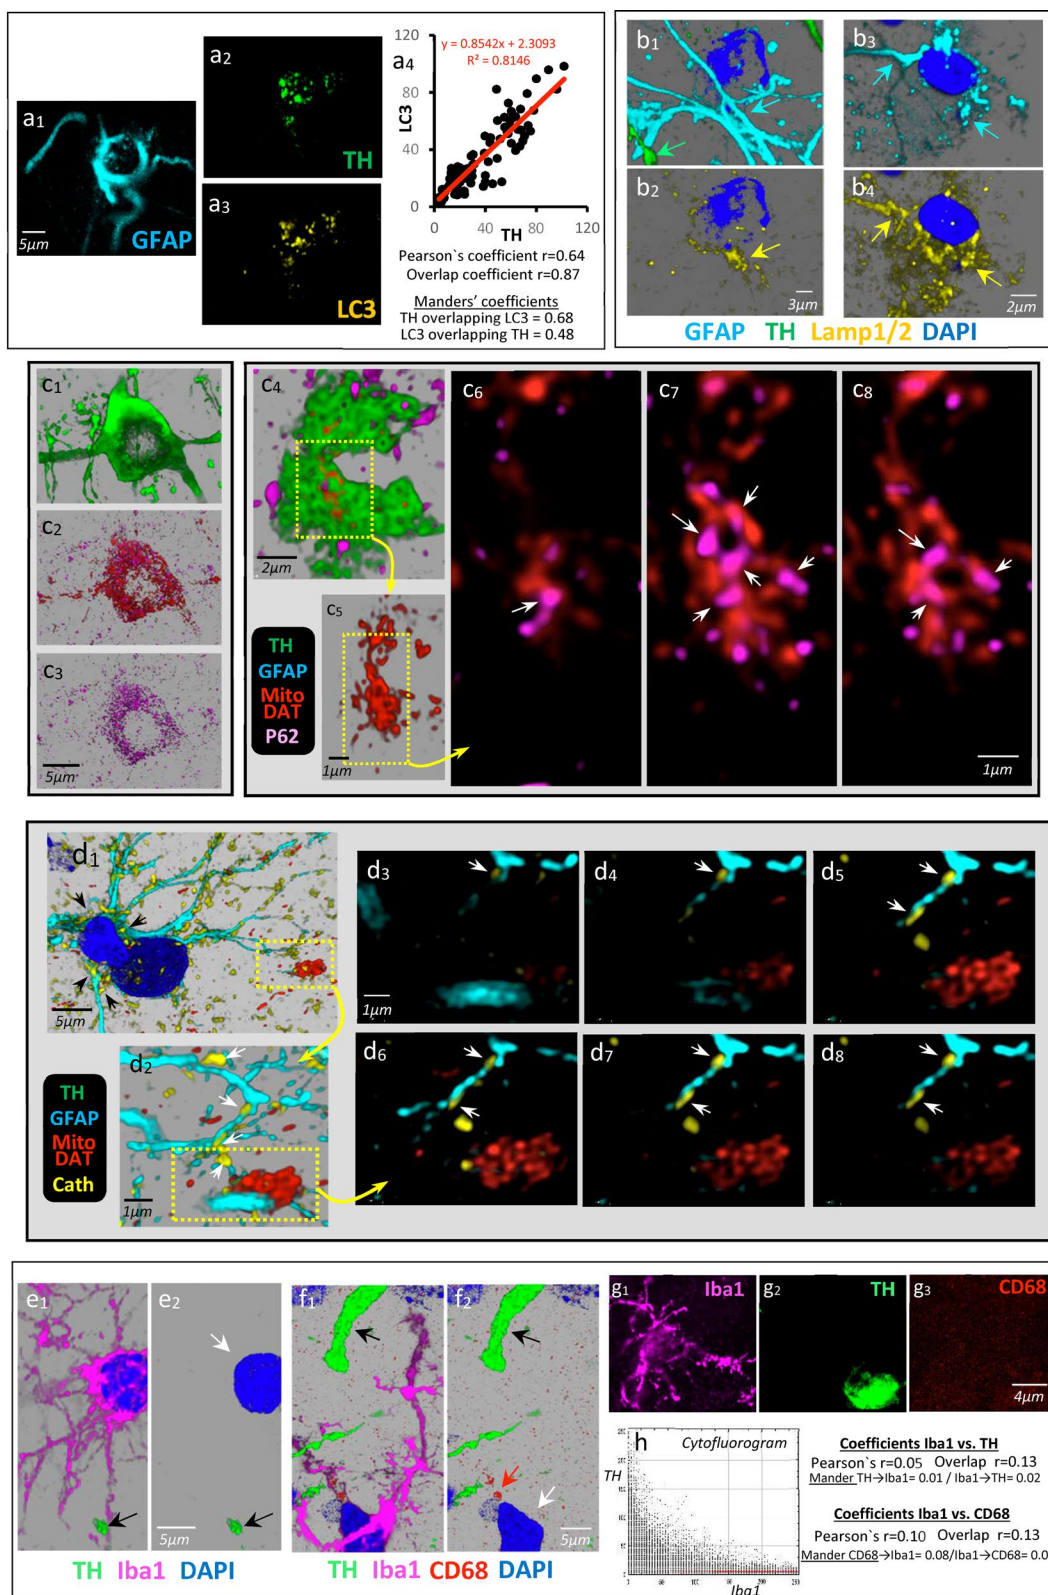 a1
5µm
GFAP
a2
TH
a3
LC3
a4
y = 0.8542x + 2.3093
R² = 0.8146
120
80
40
0
LC3
0 40 80 120
TH
Pearson`s coefficient r=0.64
Overlap coefficient r=0.87
Manders' coefficients
TH overlapping LC3 = 0.68
LC3 overlapping TH = 0.48
b1
b2
3µm
b3
b4
2µm
GFAP TH Lamp1/2 DAPI
c1
c2
c3
5µm
c4
2µm
c5
1µm
TH
GFAP
Mito
DAT
P62
c6
c7
c8
1µm
d1
5µm
d2
1µm
TH
GFAP
Mito
DAT
Cath
d3
1µm
d4
d5
d6
d7
d8
e1
e2
5µm
TH Iba1 DAPI
f1
f2
5µm
TH Iba1 CD68 DAPI
g1
Iba1
g2
TH
g3
CD68
4µm
h
Cytofluorogram
TH
Iba1
Coefficients Iba1 vs. TH
Pearson`s r=0.05 Overlap r=0.13
Mander TH→Iba1= 0.01 / Iba1→TH= 0.02
Coefficients Iba1 vs. CD68
Pearson`s r=0.10 Overlap r=0.13
Mander CD68→Iba1= 0.08/Iba1→CD68= 0.0